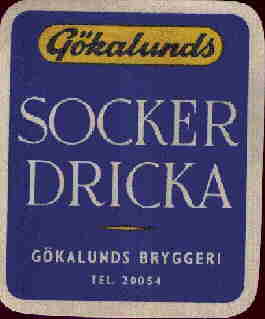 Gökalunds
SOCKER
DRICKA
GÖKALUNDS BRYGGERI
TEL. 20054